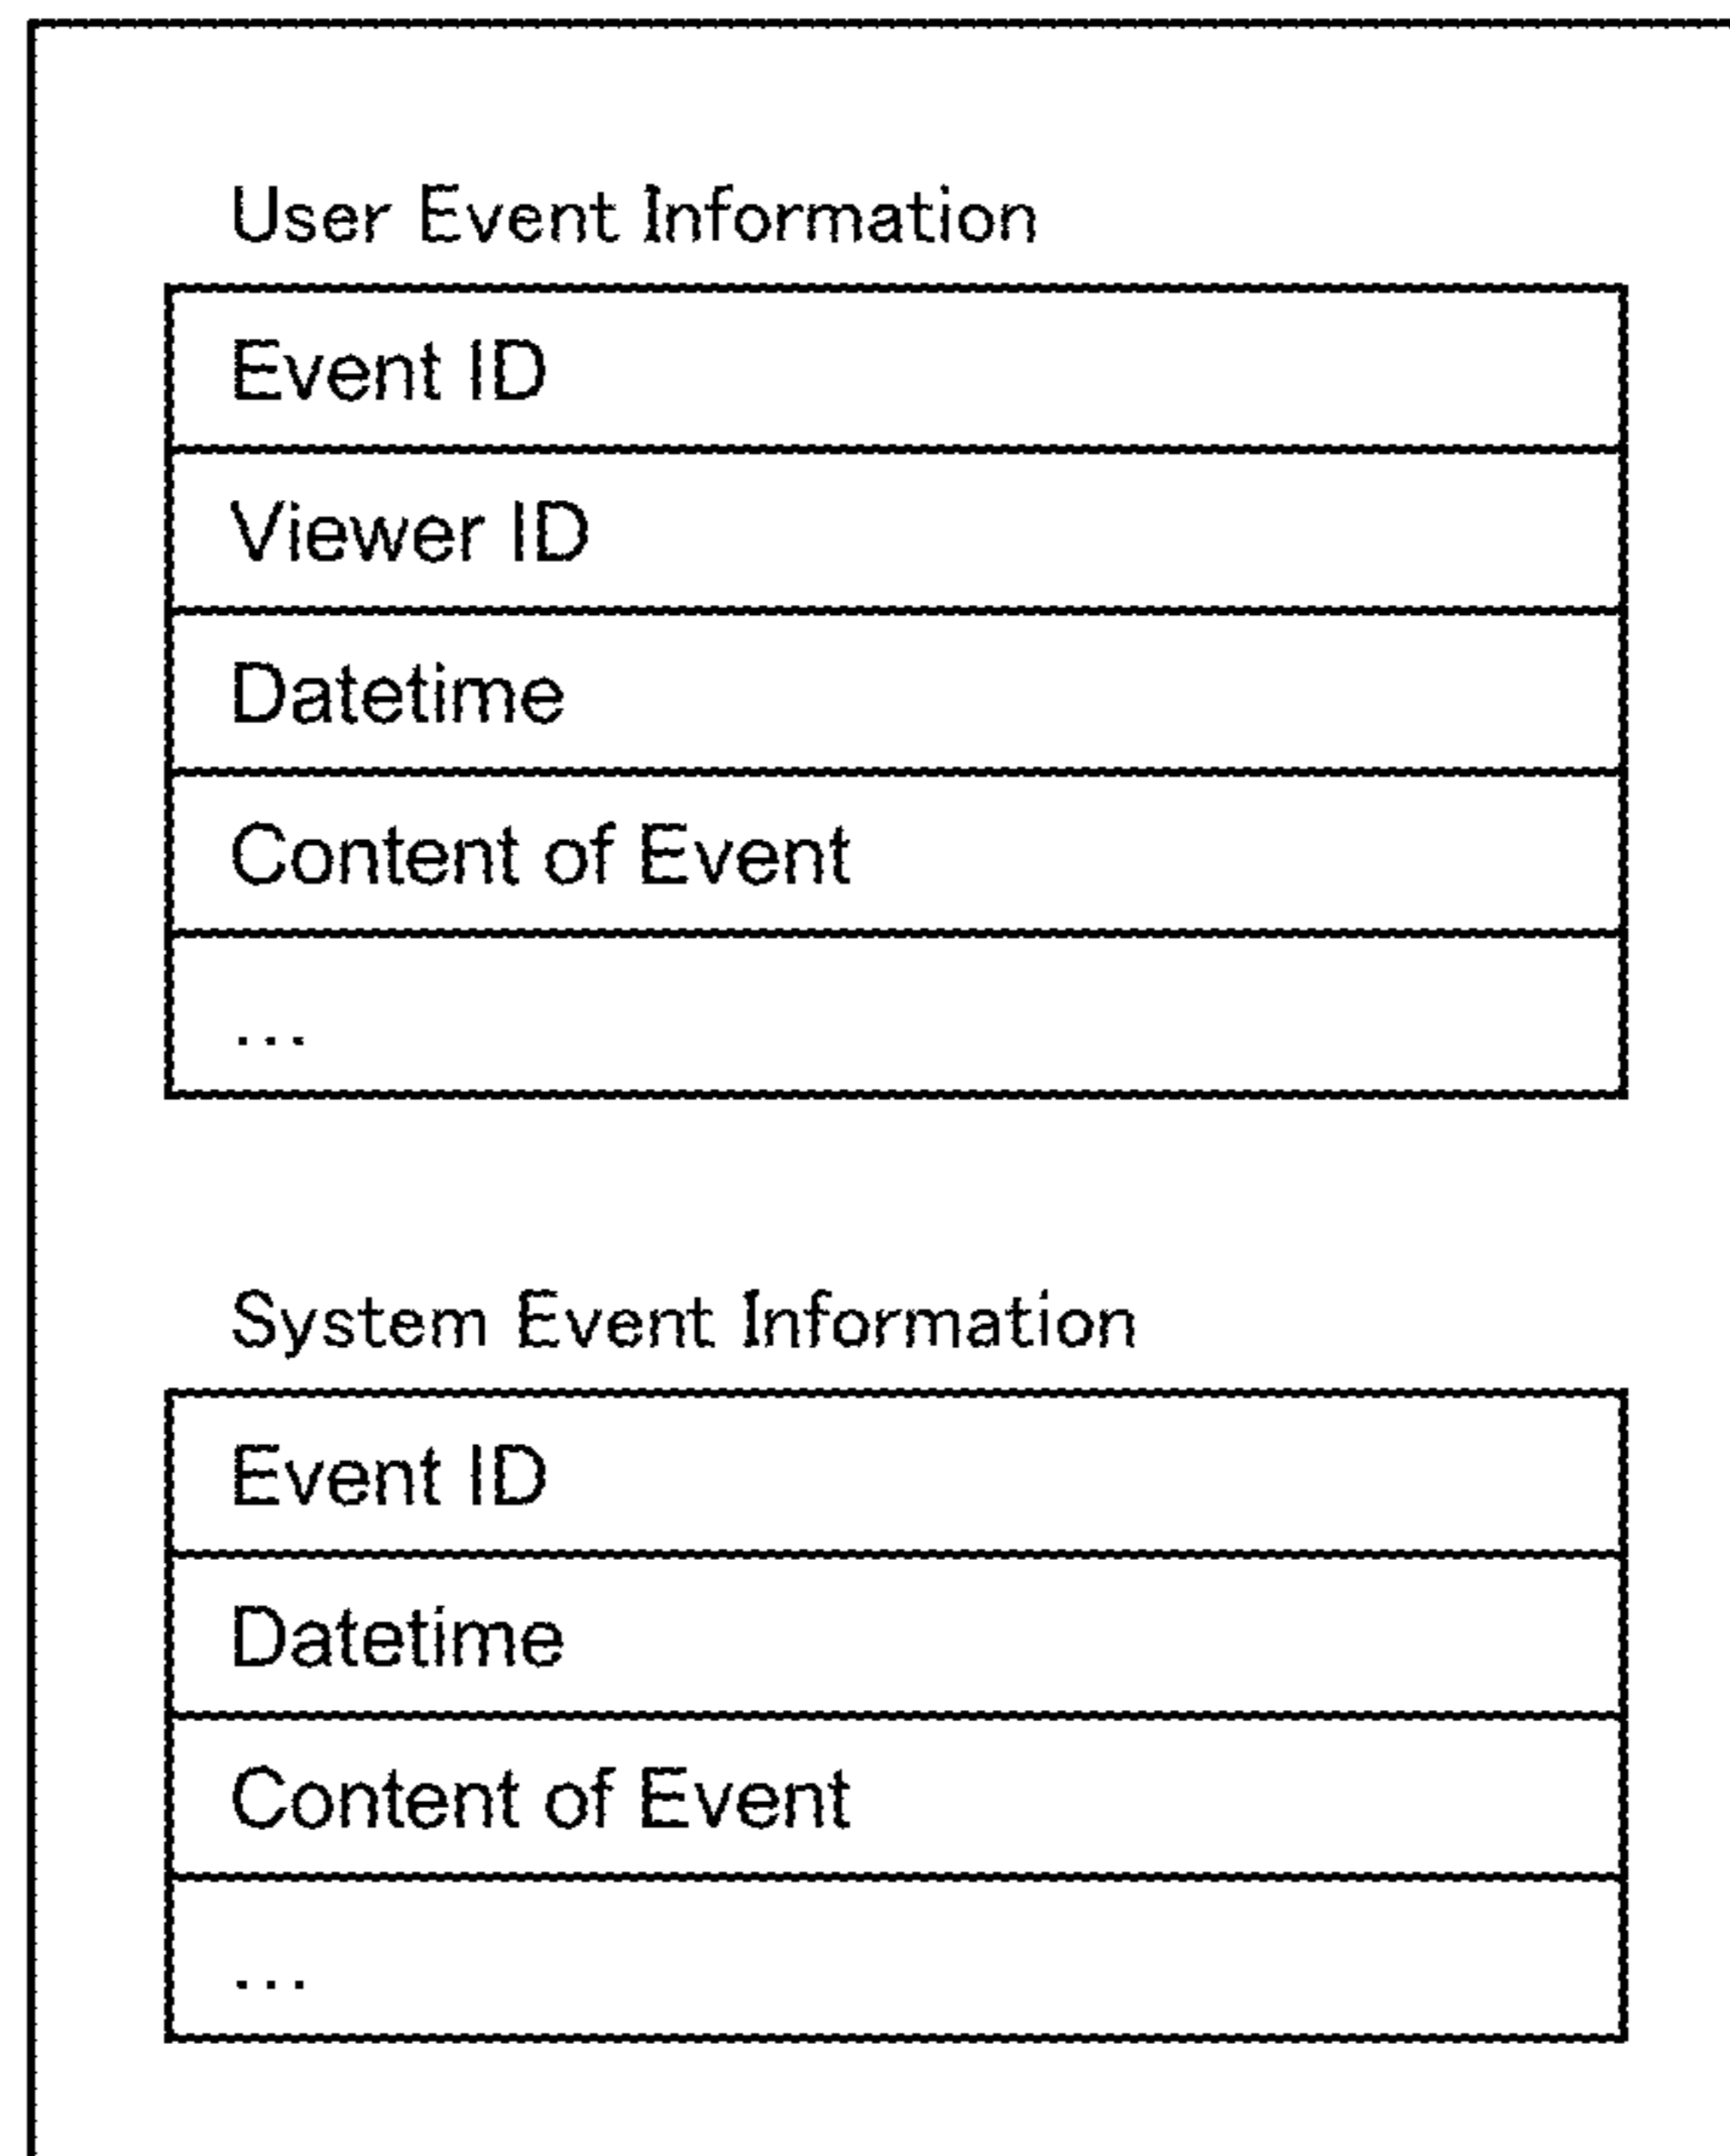 User Event Information
Event ID
Viewer ID
Datetime
Content of Event
...
System Event Information
Event ID
Datetime
Content of Event
...